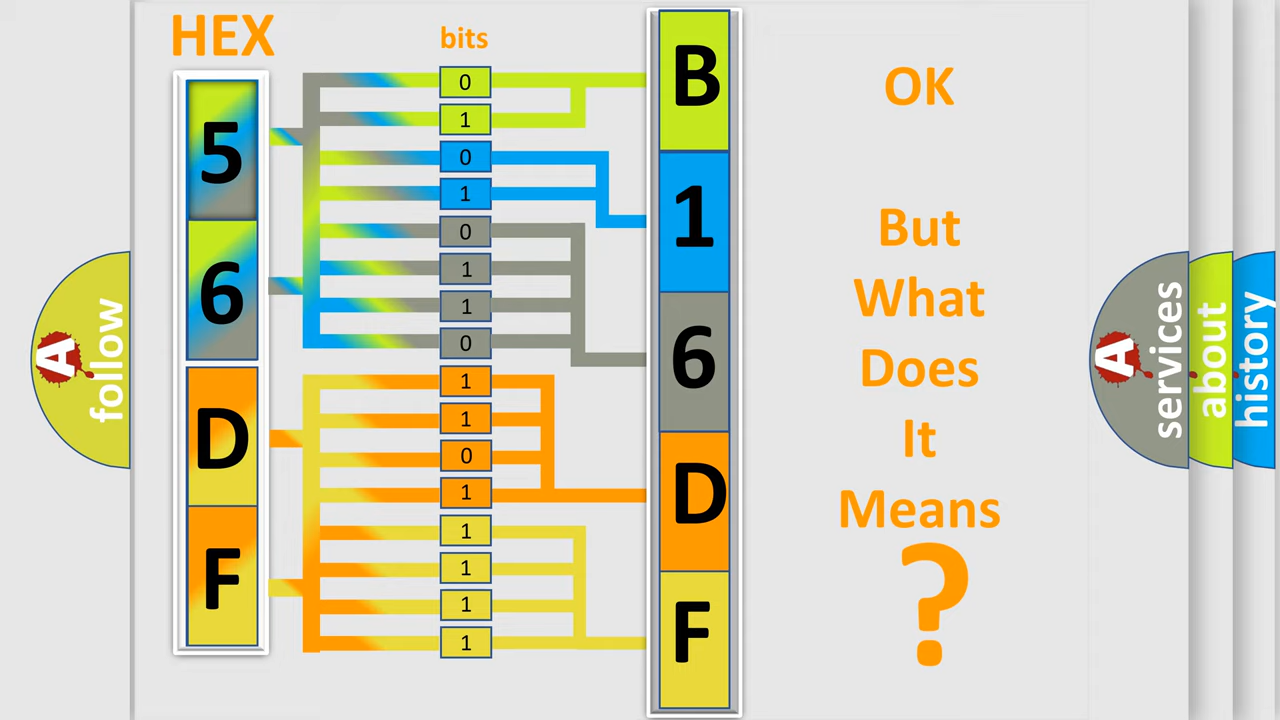 HEX
bits
5
6
D
F
0
1
0
1
0
1
1
0
1
1
0
1
1
1
1
1
B
1
6
D
F
OK
But
What
Does
It
Means
?
A
follow
A
services
about
history